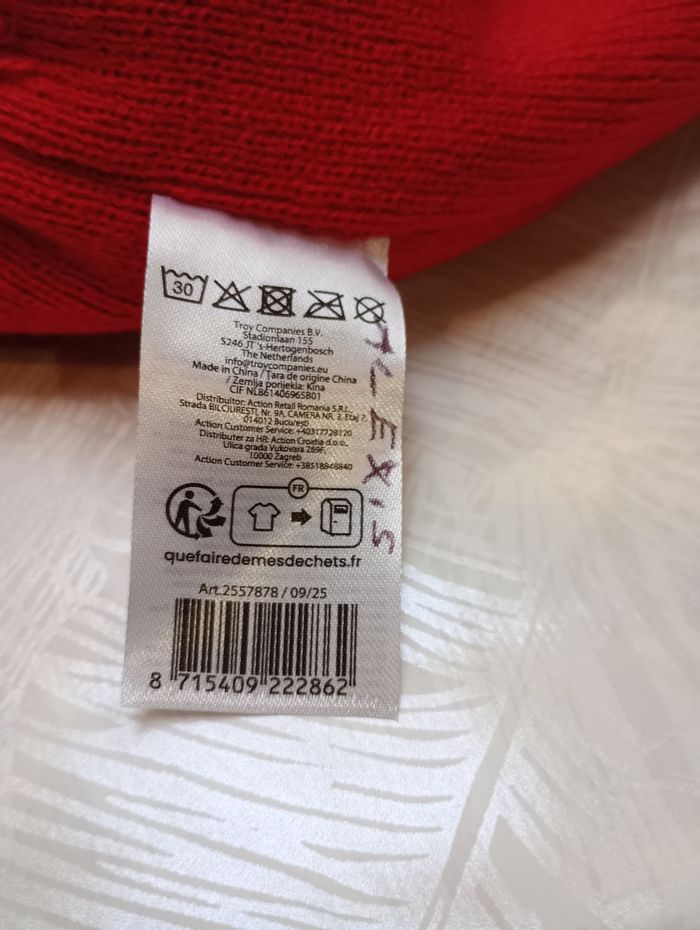 30
Troy Companies B.V.
Stadionlaan 155
5246 JT 's-Hertogenbosch
The Netherlands
info@troycompanies.eu
Made in China / Tara de origine China
/ Zemlja porijekla: Kina
CIF NL861406965B01
Distribuitor: Action Retail Romania S.R.L.
Strada BILCIURESTI, Nr. 9A, CAMERA NR. 2, Etaj 7,
014012 Bucuresti
Action Customer Service: +40317728120
Distributer za HR: Action Croatia d.o.o.,
Ulica grada Vukovara 269F,
10000 Zagreb
Action Customer Service: +38518848840
FR
quefairedemesdechets.fr
Art.2557878 / 09/25
8 715409 222862